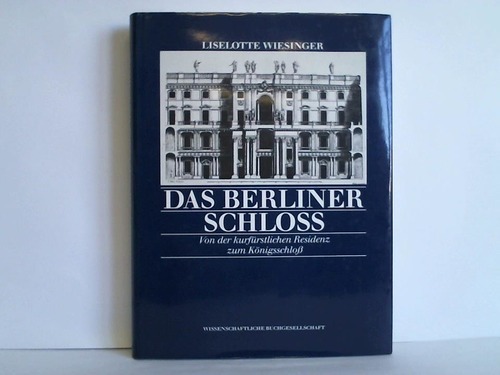 LISELOTTE WIESINGER
DAS BERLINER
SCHLOSS
Von der kurfürstlichen Residenz
zum Königsschloß
WISSENSCHAFTLICHE BUCHGESELLSCHAFT